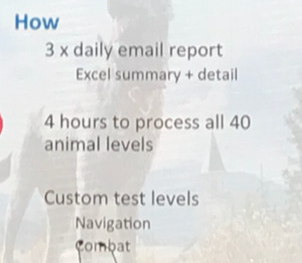 How
3 x daily email report
Excel summary + detail
4 hours to process all 40
animal levels
Custom test levels
Navigation
Combat